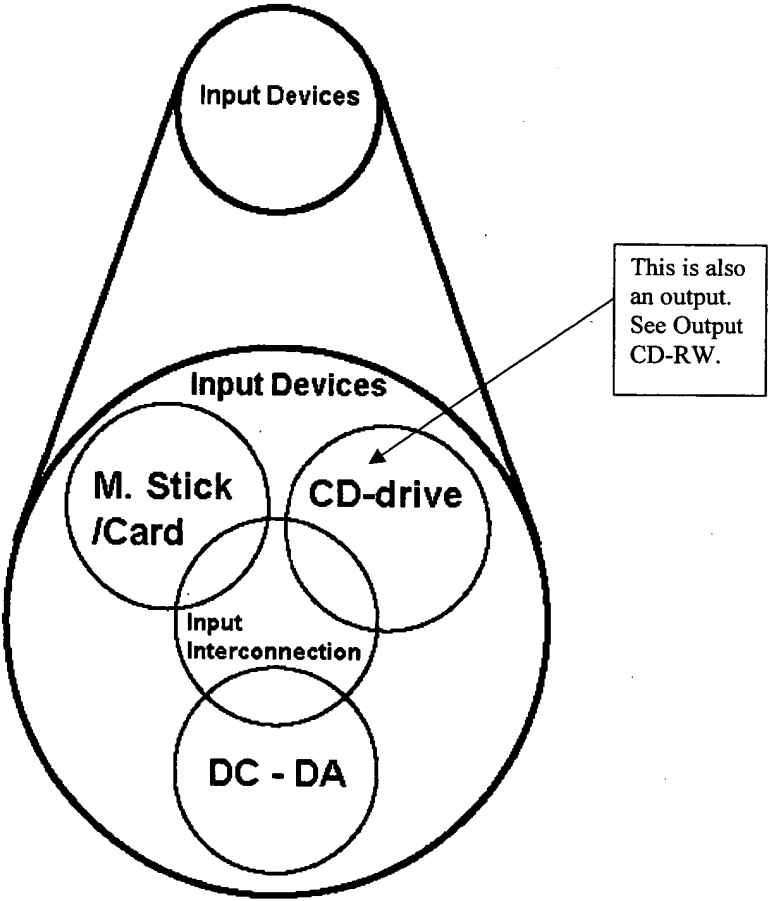 Input Devices
This is also
an output.
See Output
CD-RW.
Input Devices
M. Stick
/Card
CD-drive
Input
Interconnection
DC - DA